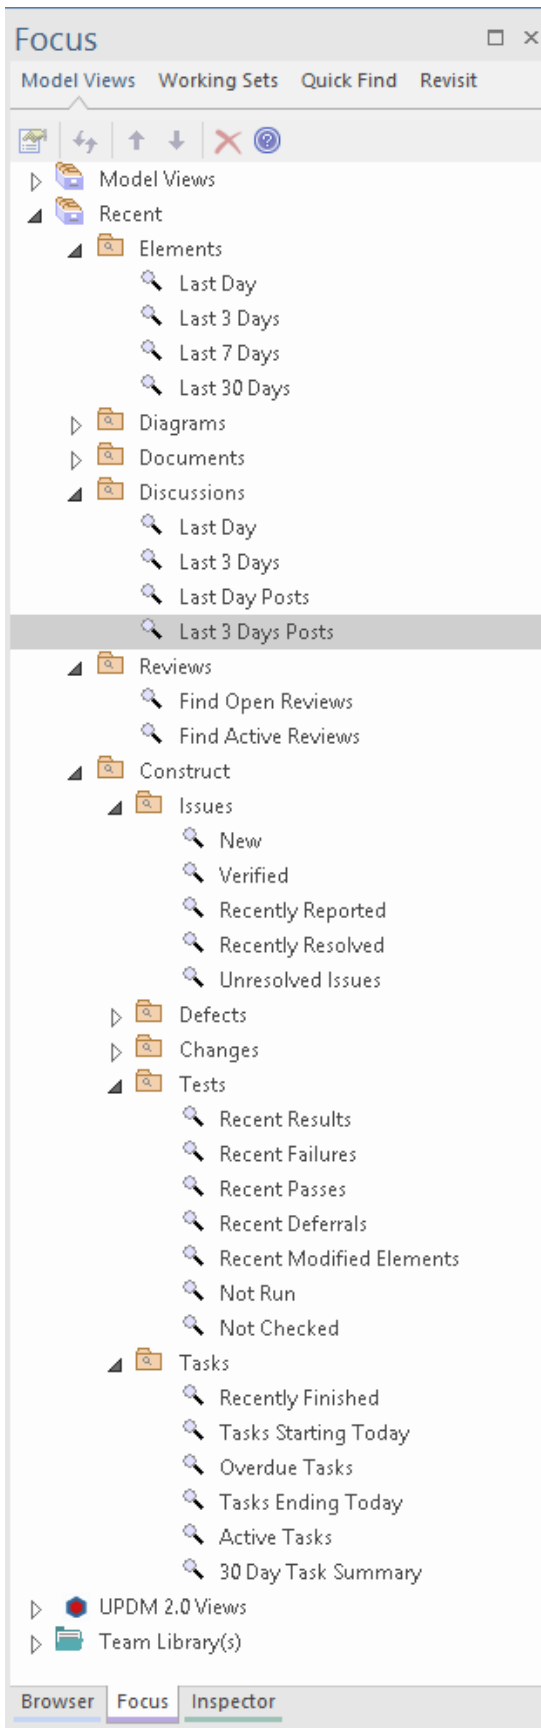 Focus
Model Views Working Sets Quick Find Revisit
Model Views
Recent
Elements
Last Day
Last 3 Days
Last 7 Days
Last 30 Days
Diagrams
Documents
Discussions
Last Day
Last 3 Days
Last Day Posts
Last 3 Days Posts
Reviews
Find Open Reviews
Find Active Reviews
Construct
Issues
New
Verified
Recently Reported
Recently Resolved
Unresolved Issues
Defects
Changes
Tests
Recent Results
Recent Failures
Recent Passes
Recent Deferrals
Recent Modified Elements
Not Run
Not Checked
Tasks
Recently Finished
Tasks Starting Today
Overdue Tasks
Tasks Ending Today
Active Tasks
30 Day Task Summary
UPDM 2.0 Views
Team Library(s)
Browser Focus Inspector